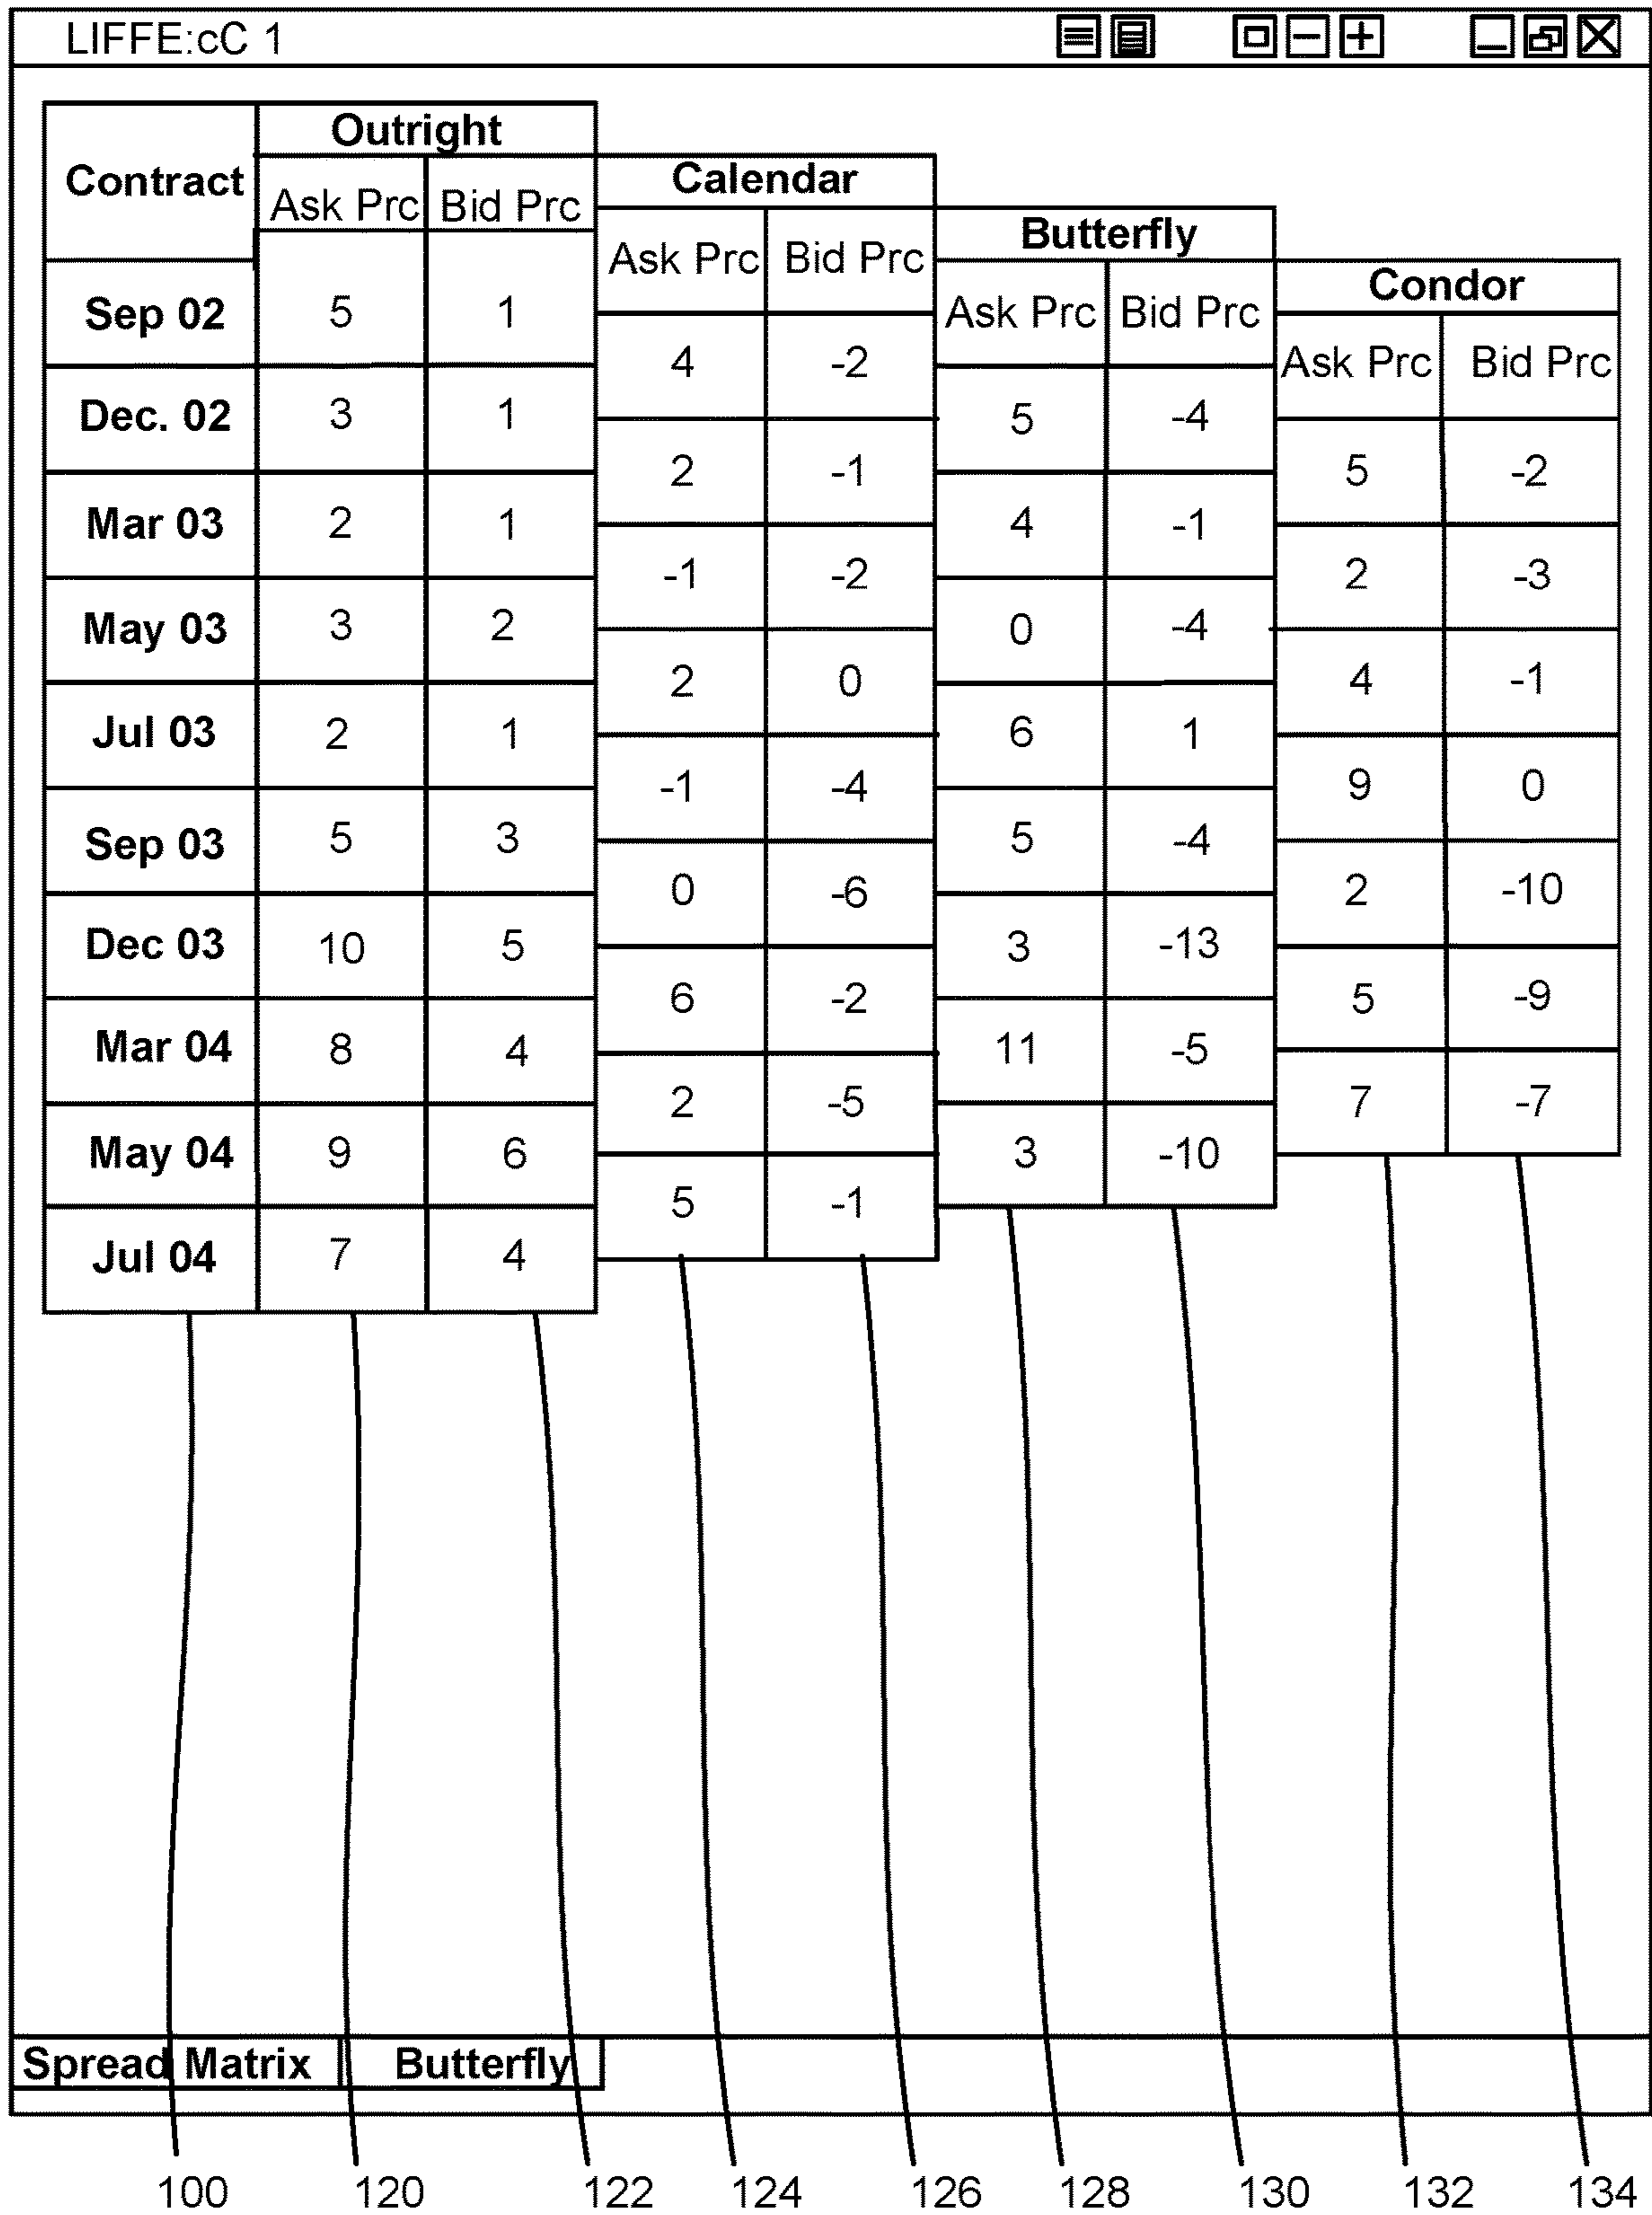 LIFFE:cC 1
Outright
Contract
Calendar
Ask Prc Bid Prc
Butterfly
Ask Prc Bid Prc
Condor
Sep 02 5 1
Ask Prc Bid Prc
4 -2
Ask Prc Bid Prc
Dec. 02 3 1
5 -4
2 -1
5 -2
Mar 03 2 1
4 -1
-1 -2
2 -3
May 03 3 2
0 -4
2 0
4 -1
Jul 03 2 1
6 1
-1 -4
9 0
Sep 03 5 3
5 -4
0 -6
2 -10
Dec 03 10 5
3 -13
6 -2
5 -9
Mar 04 8 4
11 -5
2 -5
7 -7
May 04 9 6
3 -10
5 -1
Jul 04 7 4
Spread Matrix Butterfly
100 120 122 124 126 128 130 132 134